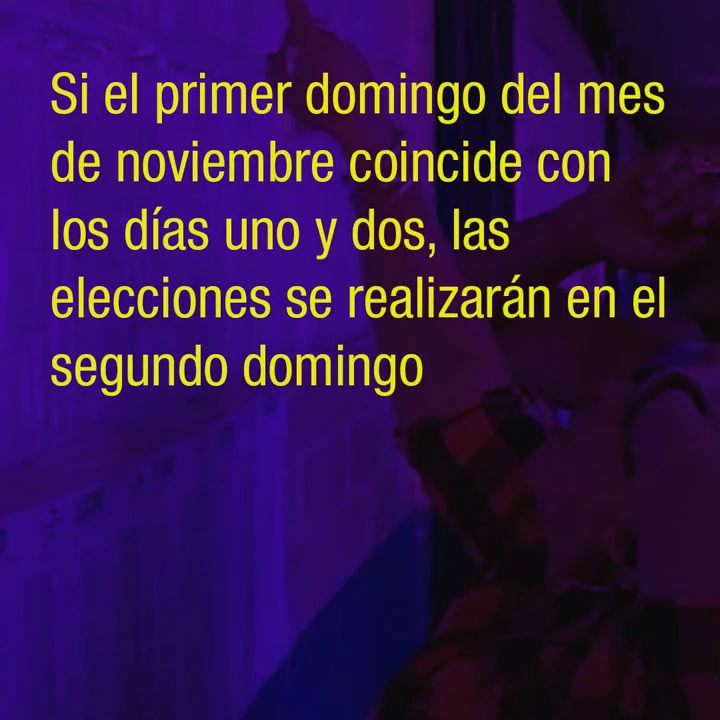 Si el primer domingo del mes
de noviembre coincide con
los días uno y dos, las
elecciones se realizarán en el
segundo domingo